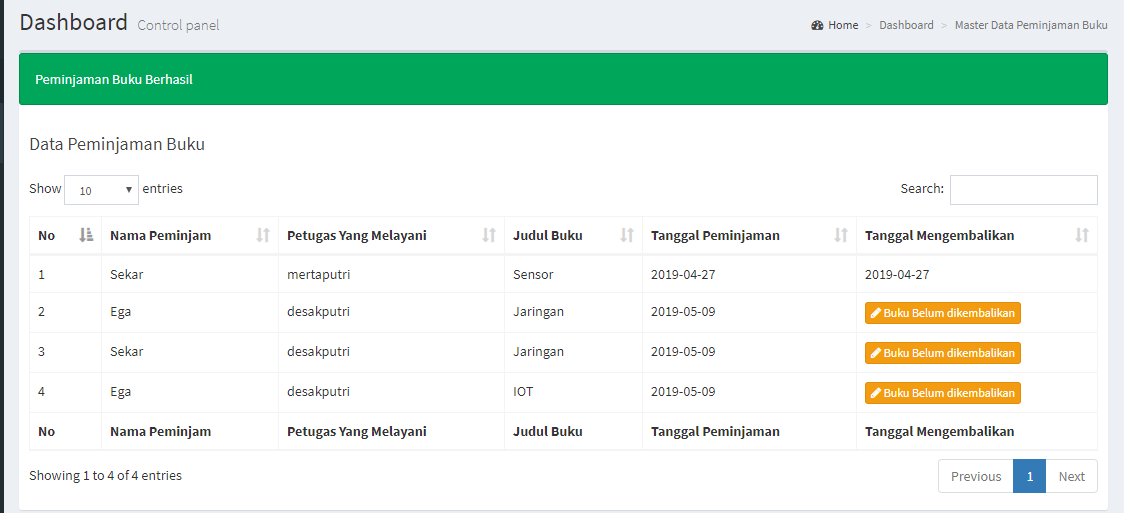 Dashboard Control panel
Home > Dashboard > Master Data Peminjaman Buku
Peminjaman Buku Berhasil
Data Peminjaman Buku
Show 10 entries
Search:
No Nama Peminjam Petugas Yang Melayani Judul Buku Tanggal Peminjaman Tanggal Mengembalikan
1 Sekar mertaputri Sensor 2019-04-27 2019-04-27
2 Ega desakputri Jaringan 2019-05-09 Buku Belum dikembalikan
3 Sekar desakputri Jaringan 2019-05-09 Buku Belum dikembalikan
4 Ega desakputri IOT 2019-05-09 Buku Belum dikembalikan
No Nama Peminjam Petugas Yang Melayani Judul Buku Tanggal Peminjaman Tanggal Mengembalikan
Showing 1 to 4 of 4 entries
Previous 1 Next